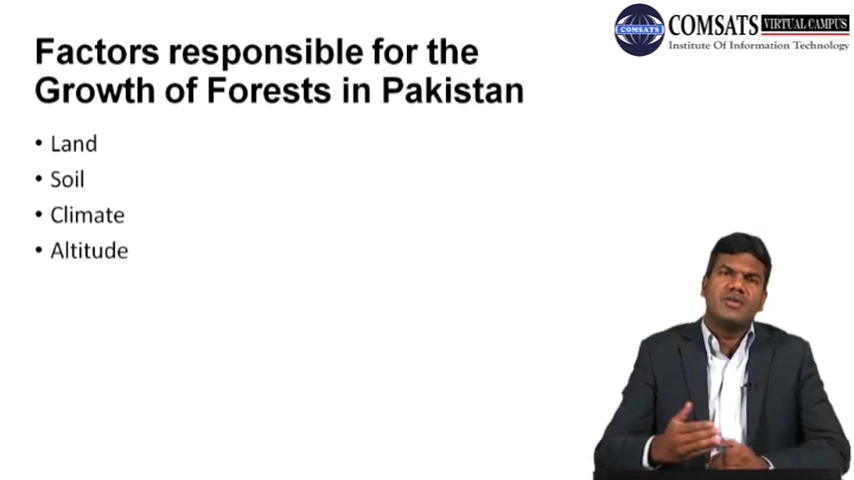 COMSATS VIRTUAL CAMPUS
COMSATS
Institute Of Information Technology
Factors responsible for the
Growth of Forests in Pakistan
• Land
• Soil
• Climate
• Altitude